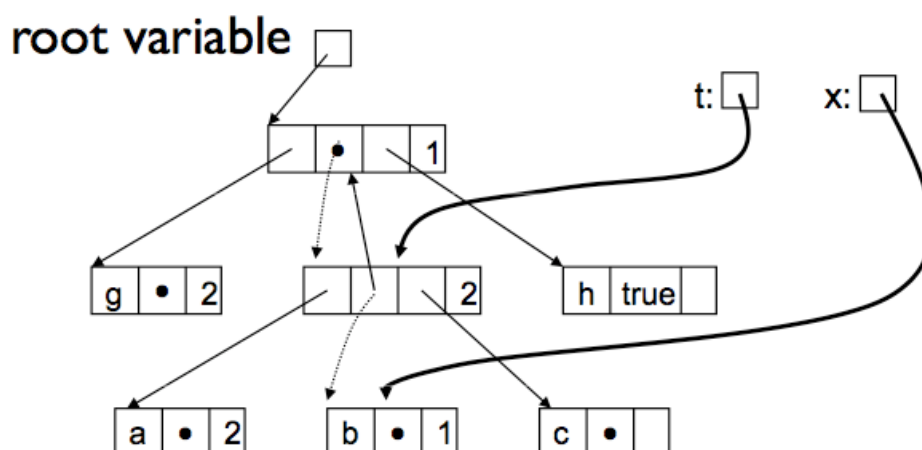 root variable
t: x:
1
g • 2
2
h true
a • 2
b • 1
c •